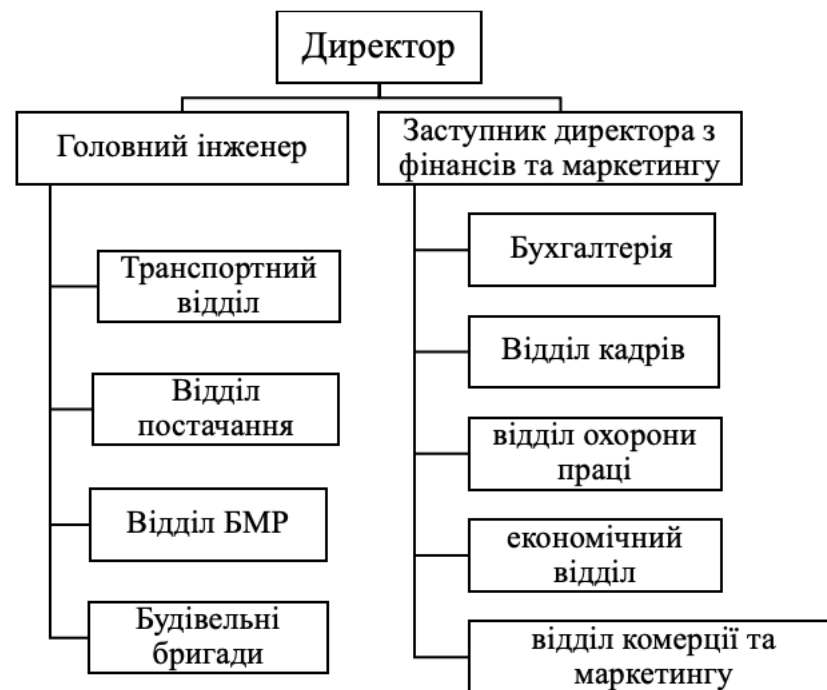 Директор
Головний інженер
Заступник директора з
фінансів та маркетингу
Транспортний
відділ
Відділ
постачання
Відділ БМР
Будівельні
бригади
Бухгалтерія
Відділ кадрів
відділ охорони
праці
економічний
відділ
відділ комерції та
маркетингу